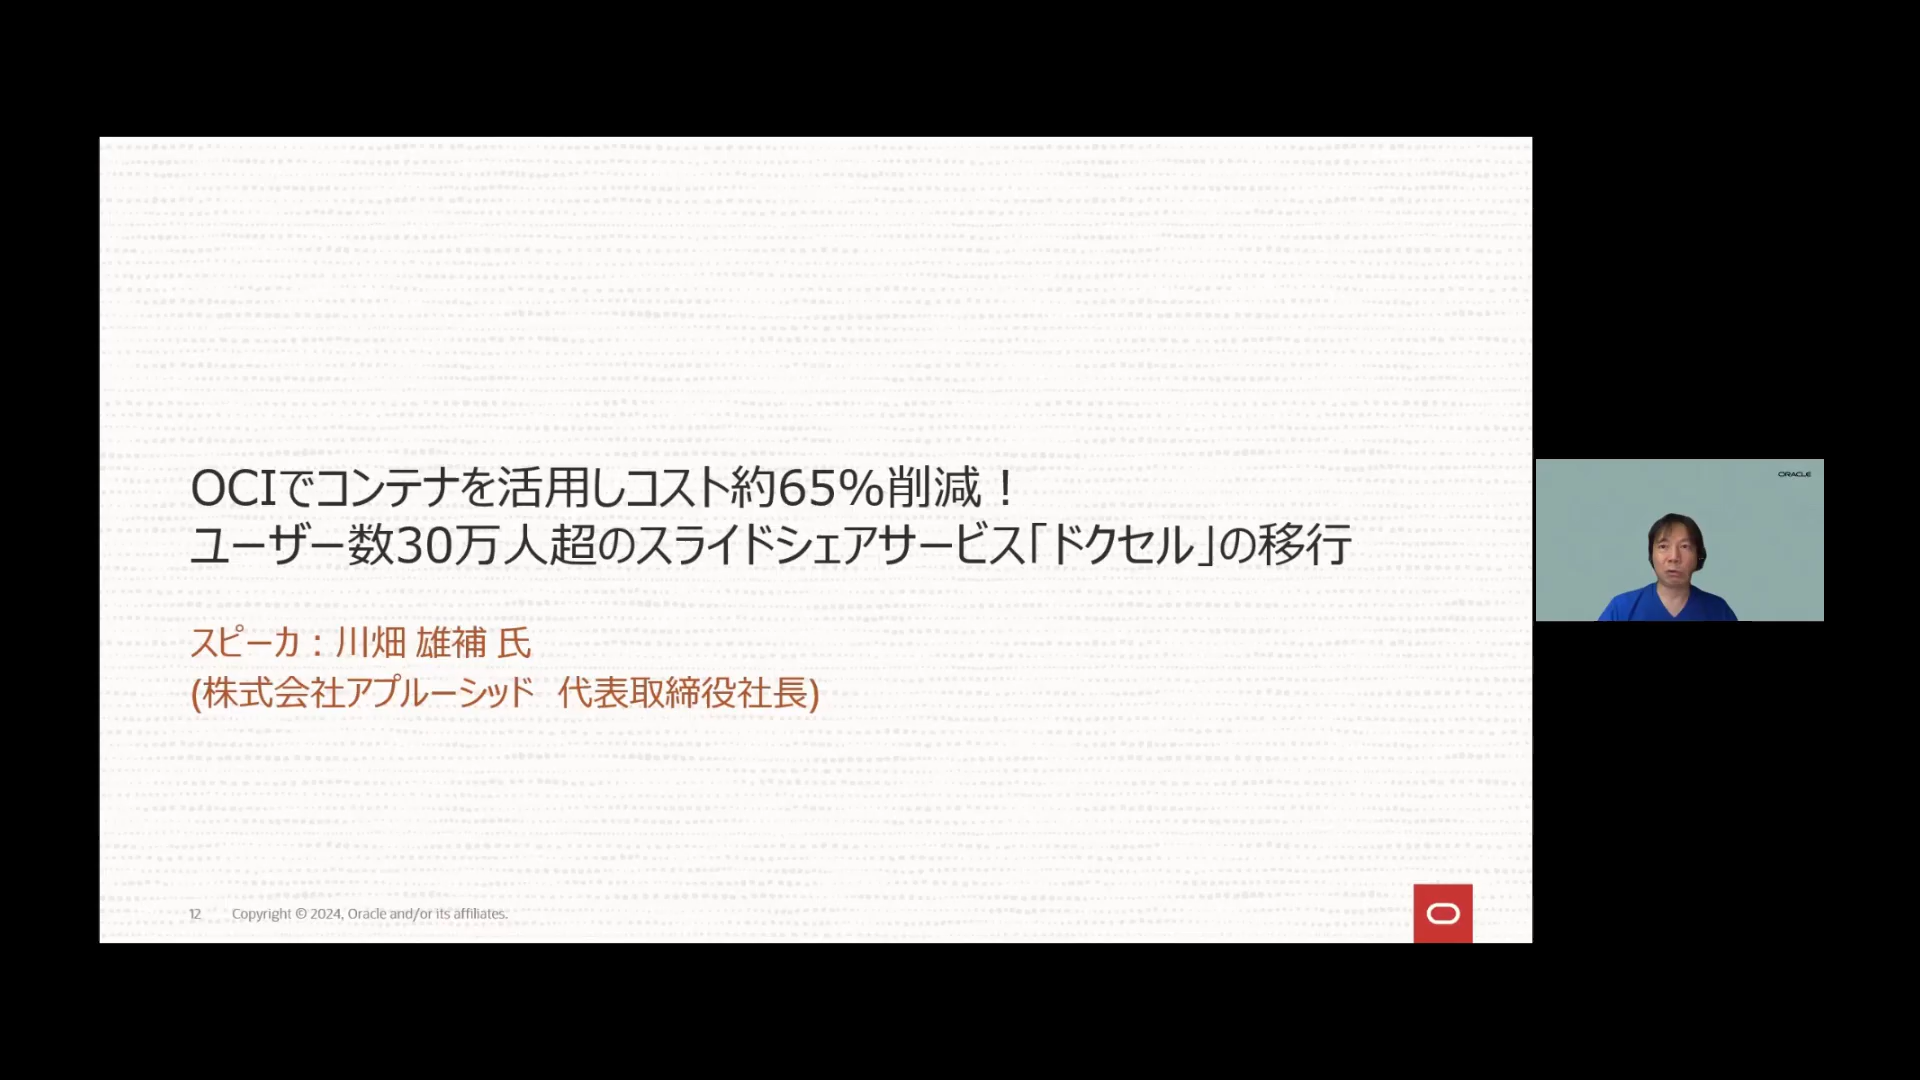 OCIでコンテナを活用しコスト約65%削減！
ユーザー数30万人超のスライドシェアサービス「ドクセル」の移行
スピーカ：川畑 雄補 氏
(株式会社アプルーシッド　代表取締役社長)
12 Copyright © 2024, Oracle and/or its affiliates.
ORACLE